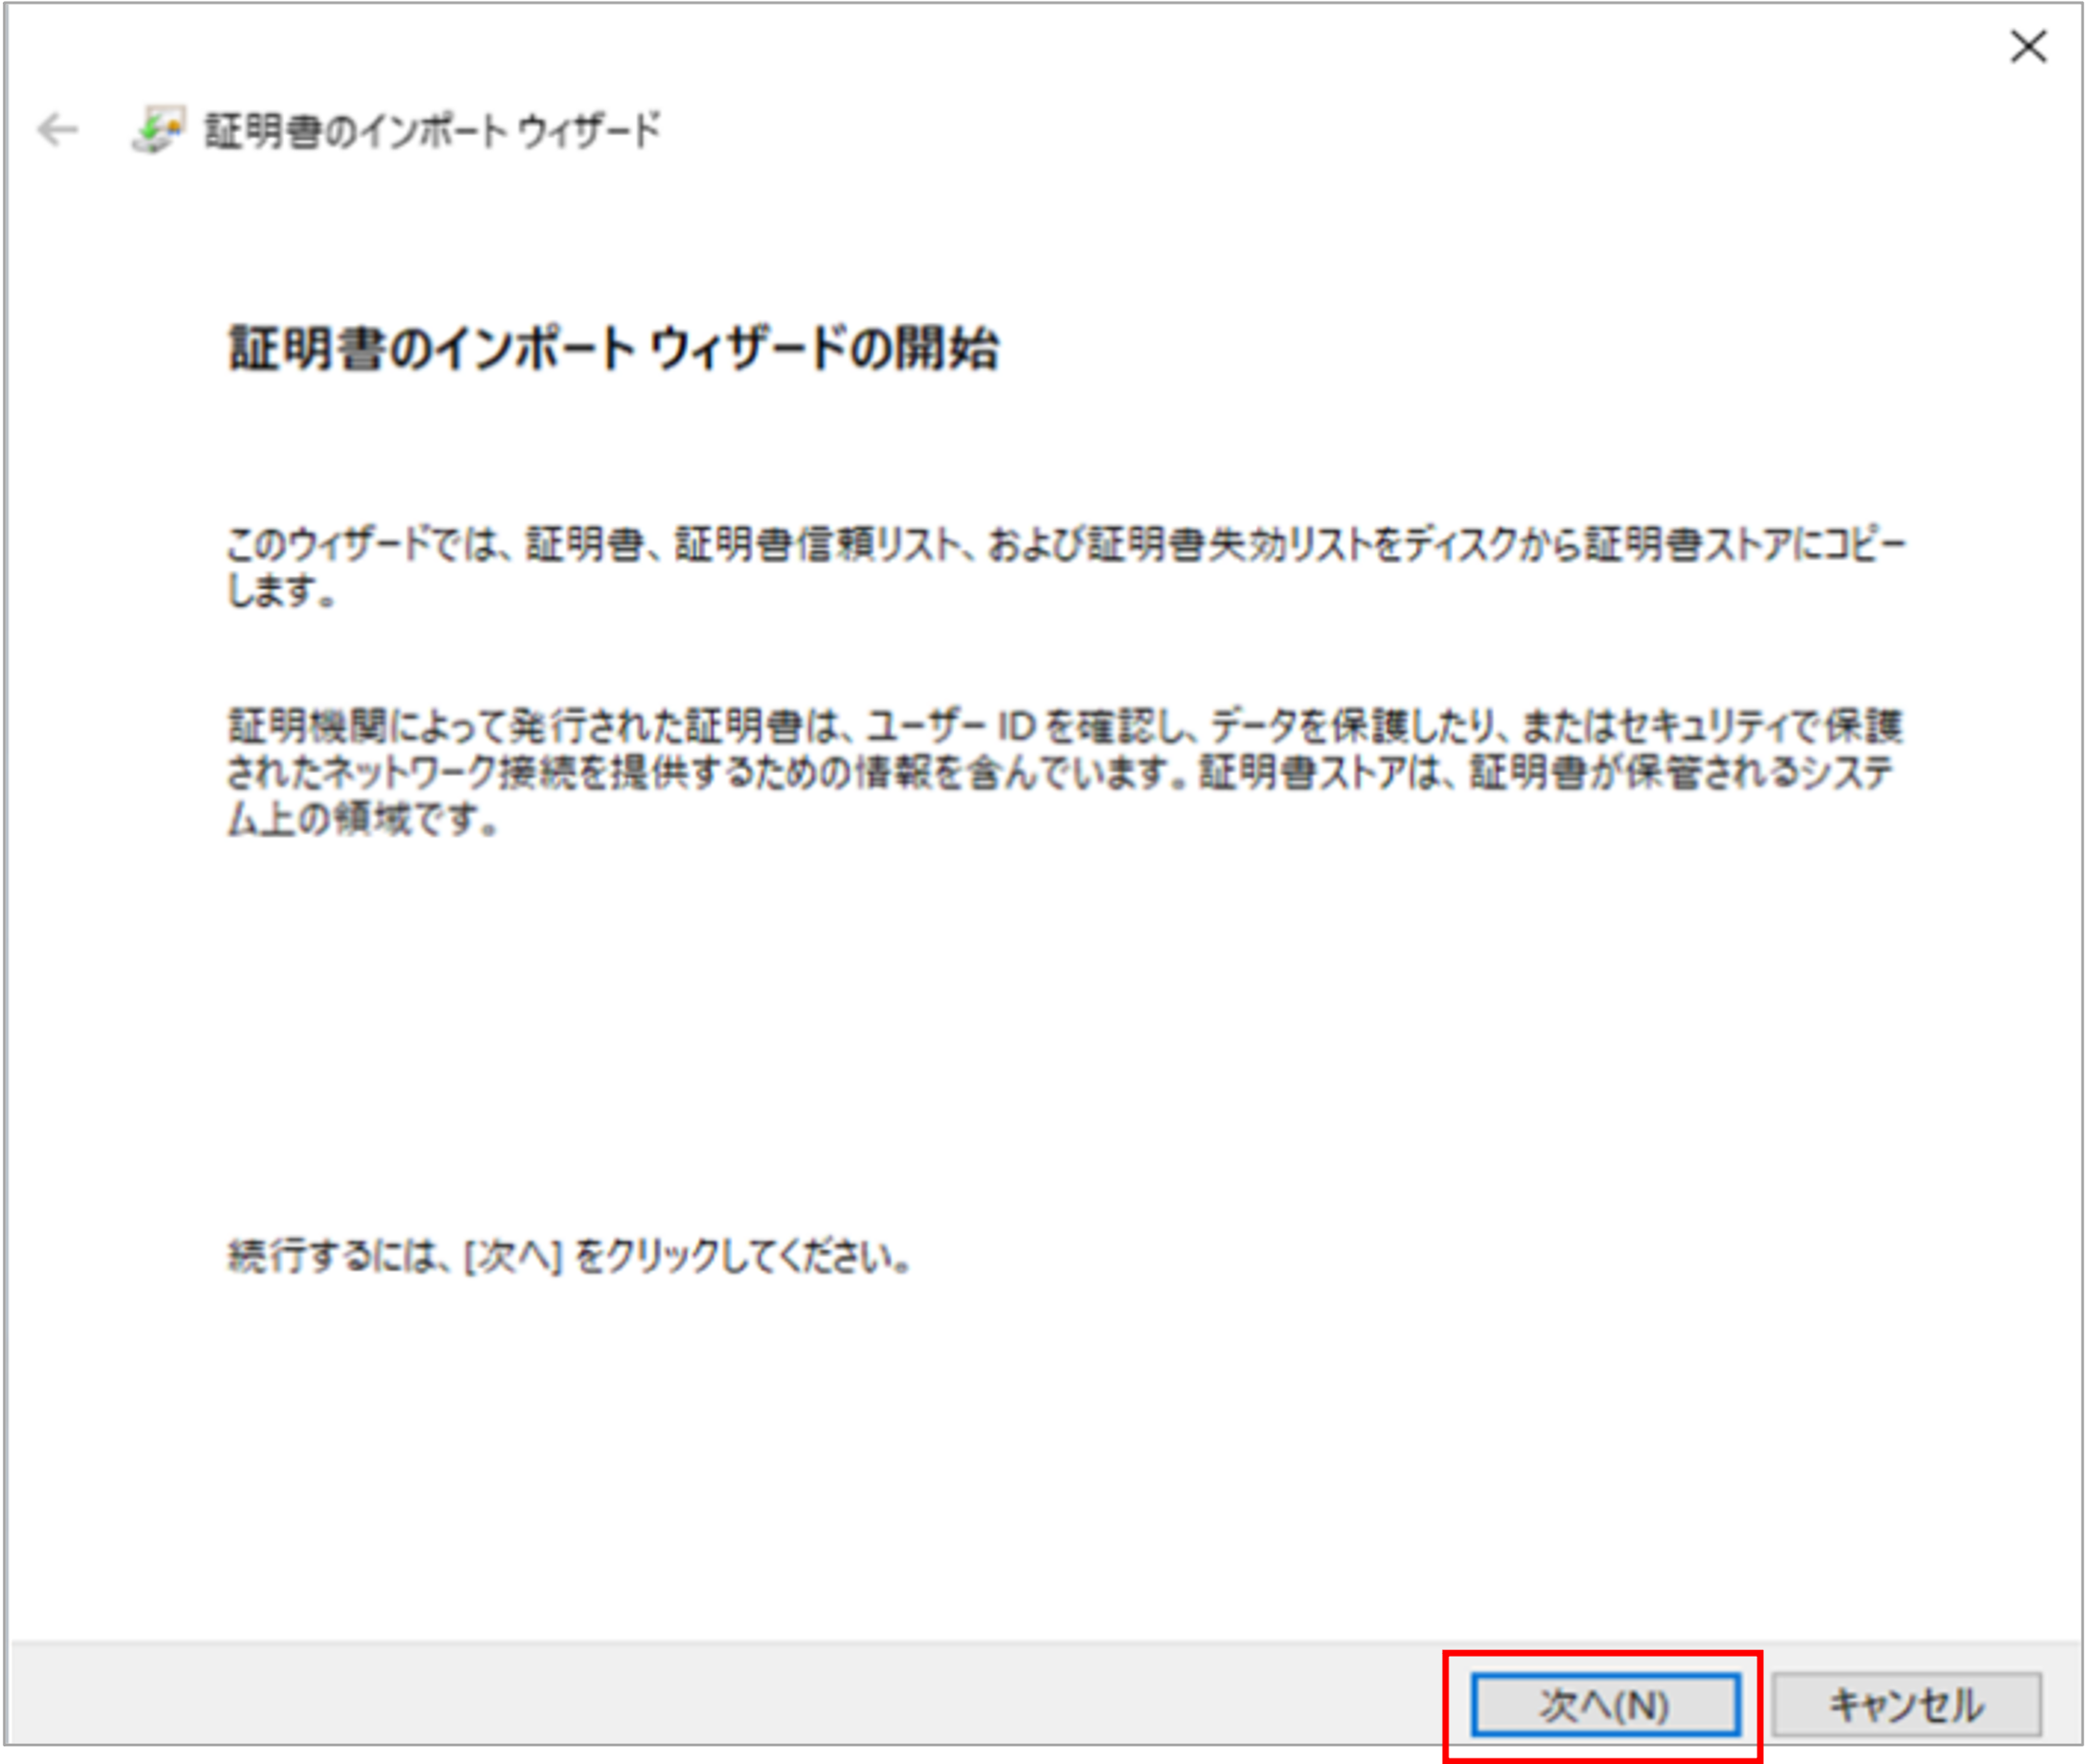 証明書のインポート ウィザード
証明書のインポート ウィザードの開始
このウィザードでは、証明書、証明書信頼リスト、および証明書失効リストをディスクから証明書ストアにコピー
します。
証明機関によって発行された証明書は、ユーザー ID を確認し、データを保護したり、またはセキュリティで保護
されたネットワーク接続を提供するための情報を含んでいます。証明書ストアは、証明書が保管されるシステ
ム上の領域です。
続行するには、[次へ] をクリックしてください。
次へ(N)
キャンセル